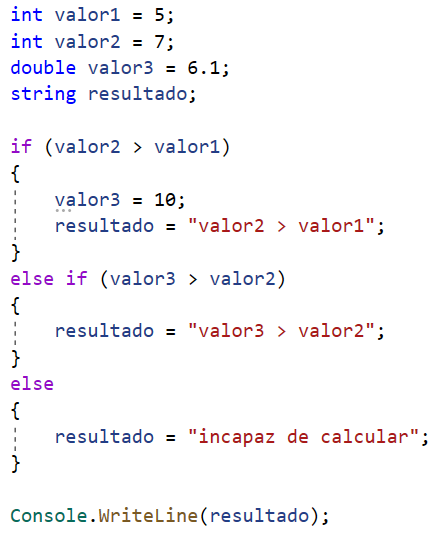 int valor1 = 5;
int valor2 = 7;
double valor3 = 6.1;
string resultado;

if (valor2 > valor1)
{
    valor3 = 10;
    resultado = "valor2 > valor1";
}
else if (valor3 > valor2)
{
    resultado = "valor3 > valor2";
}
else
{
    resultado = "incapaz de calcular";
}

Console.WriteLine(resultado);